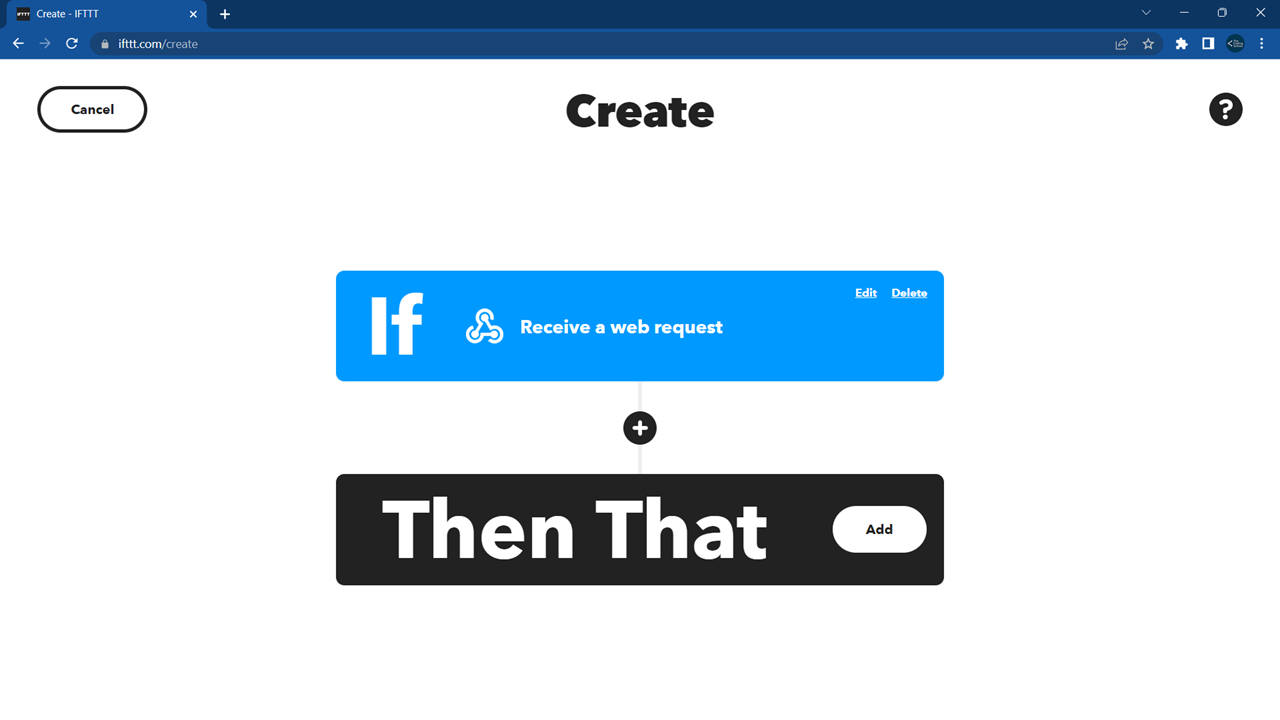 Create - IFTTT
ifttt.com/create
Cancel
Create
?
If
Receive a web request
Edit
Delete
Then That
Add